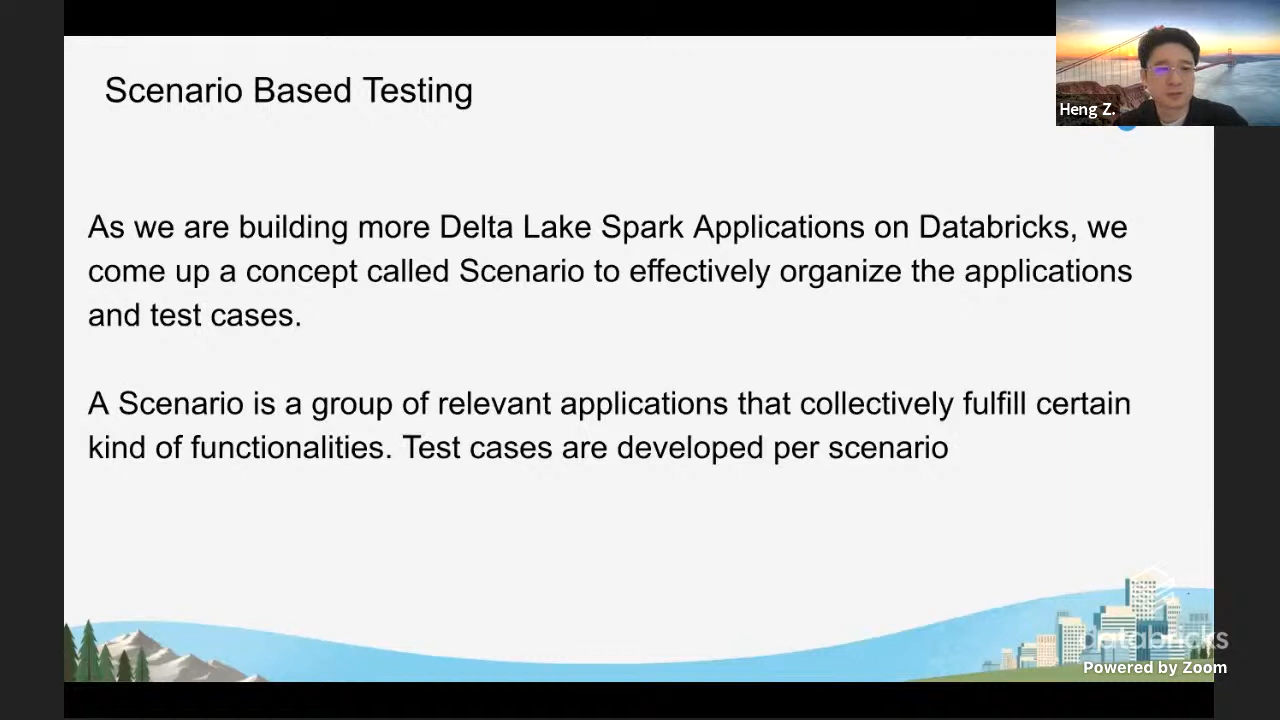 Scenario Based Testing
Heng Z.
As we are building more Delta Lake Spark Applications on Databricks, we
come up a concept called Scenario to effectively organize the applications
and test cases.
A Scenario is a group of relevant applications that collectively fulfill certain
kind of functionalities. Test cases are developed per scenario
databricks
Powered by Zoom